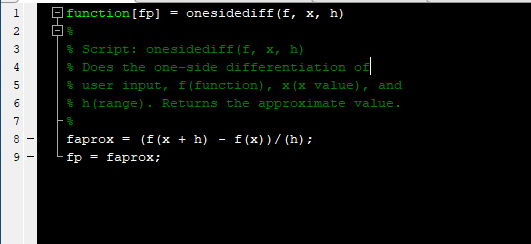 1 function[fp] = onesidediff(f, x, h)
2 %
3 % Script: onesidediff(f, x, h)
4 % Does the one-side differentiation of
5 % user input, f(function), x(x value), and
6 % h(range). Returns the approximate value.
7 %
8 faprox = (f(x + h) - f(x))/(h);
9 fp = faprox;